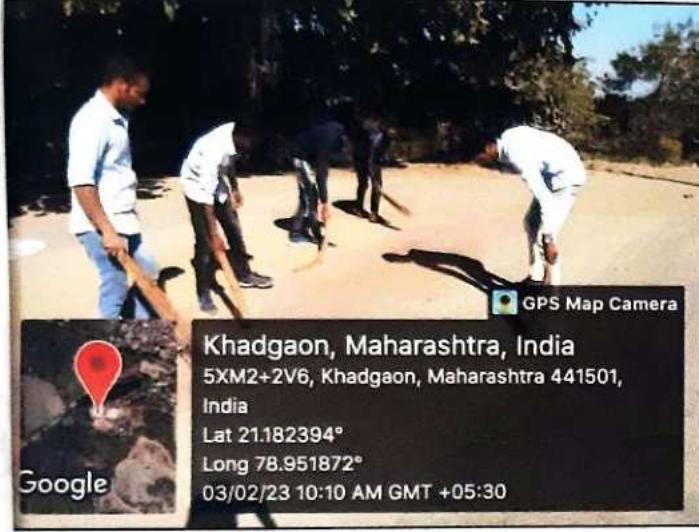 GPS Map Camera
Khadgaon, Maharashtra, India
5XM2+2V6, Khadgaon, Maharashtra 441501,
India
Lat 21.182394°
Long 78.951872°
03/02/23 10:10 AM GMT +05:30
Google